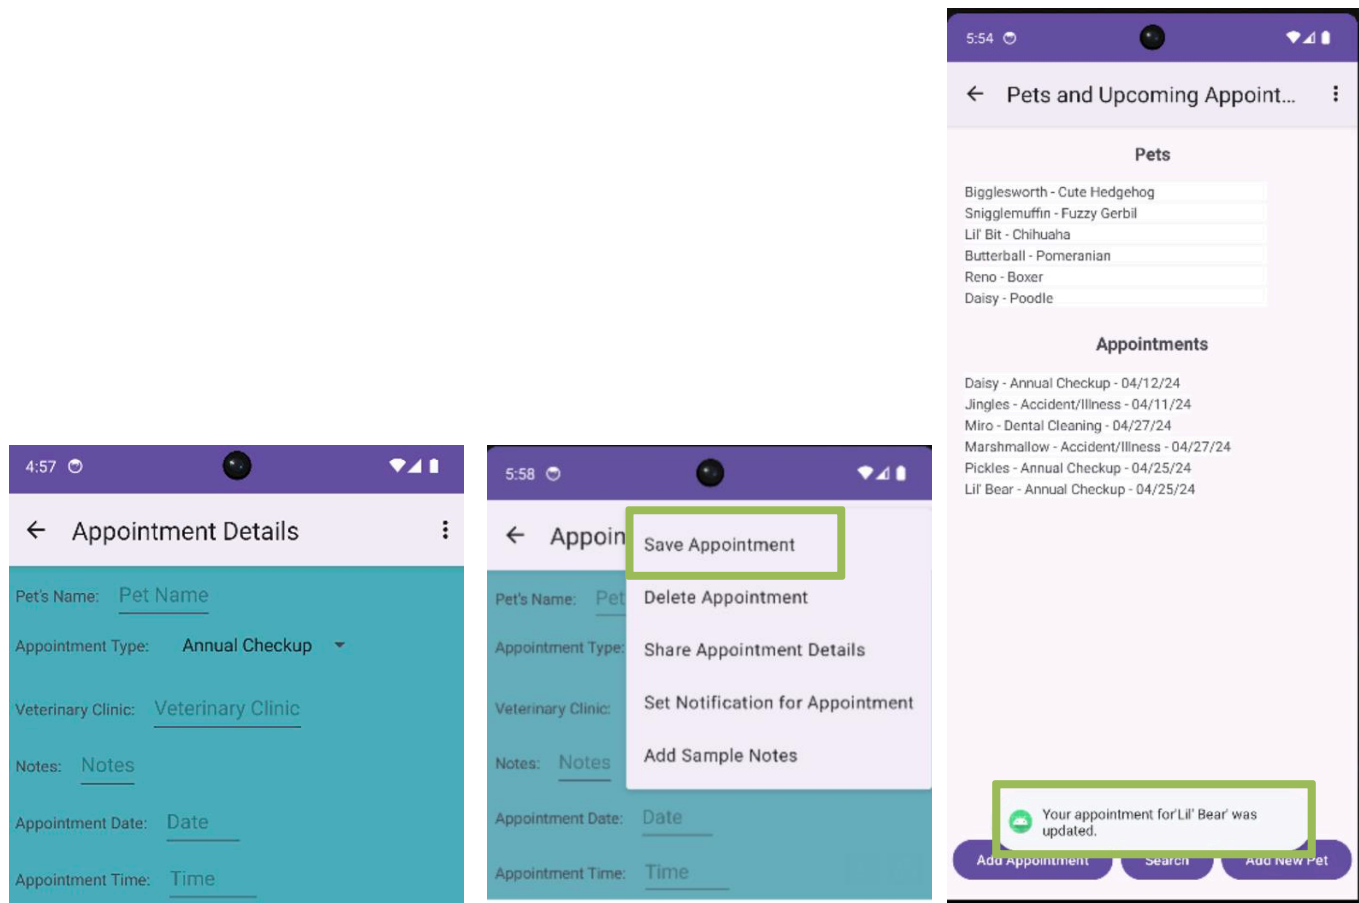 4:57
Appointment Details
Pet's Name: Pet Name
Appointment Type: Annual Checkup
Veterinary Clinic: Veterinary Clinic
Notes: Notes
Appointment Date: Date
Appointment Time: Time
5:58
Appoin
Save Appointment
Delete Appointment
Share Appointment Details
Set Notification for Appointment
Add Sample Notes
Pet's Name: Pet
Appointment Type:
Veterinary Clinic:
Notes: Notes
Appointment Date: Date
Appointment Time: Time
5:54
Pets and Upcoming Appoint...
Pets
Bigglesworth - Cute Hedgehog
Snigglemuffin - Fuzzy Gerbil
Lil' Bit - Chihuaha
Butterball - Pomeranian
Reno - Boxer
Daisy - Poodle
Appointments
Daisy - Annual Checkup - 04/12/24
Jingles - Accident/Illness - 04/11/24
Miro - Dental Cleaning - 04/27/24
Marshmallow - Accident/Illness - 04/27/24
Pickles - Annual Checkup - 04/25/24
Lil' Bear - Annual Checkup - 04/25/24
Your appointment for'Lil' Bear' was
updated.
Add Appointment Search Add New Pet